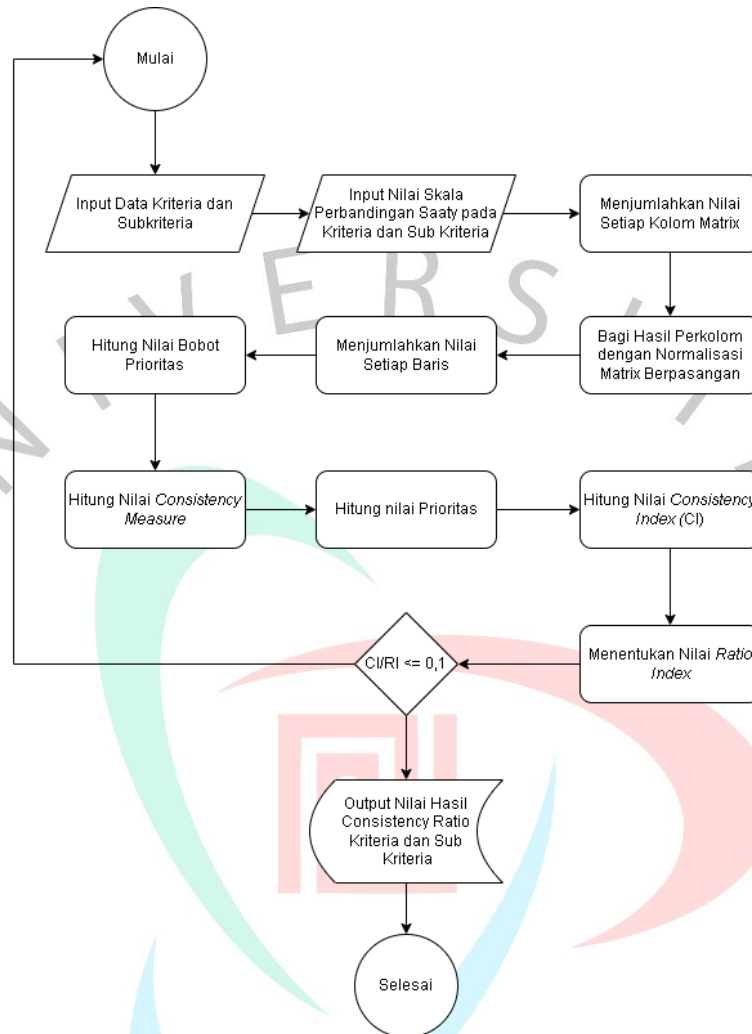 Mulai
Input Data Kriteria dan
Subkriteria
Input Nilai Skala
Perbandingan Saaty pada
Kriteria dan Sub Kriteria
Menjumlahkan Nilai
Setiap Kolom Matrix
Bagi Hasil Perkolom
dengan Normalisasi
Matrix Berpasangan
Menjumlahkan Nilai
Setiap Baris
Hitung Nilai Bobot
Prioritas
Hitung Nilai Consistency
Measure
Hitung nilai Prioritas
Hitung Nilai Consistency
Index (CI)
Menentukan Nilai Ratio
Index
CI/RI <= 0,1
Output Nilai Hasil
Consistency Ratio
Kriteria dan Sub
Kriteria
Selesai